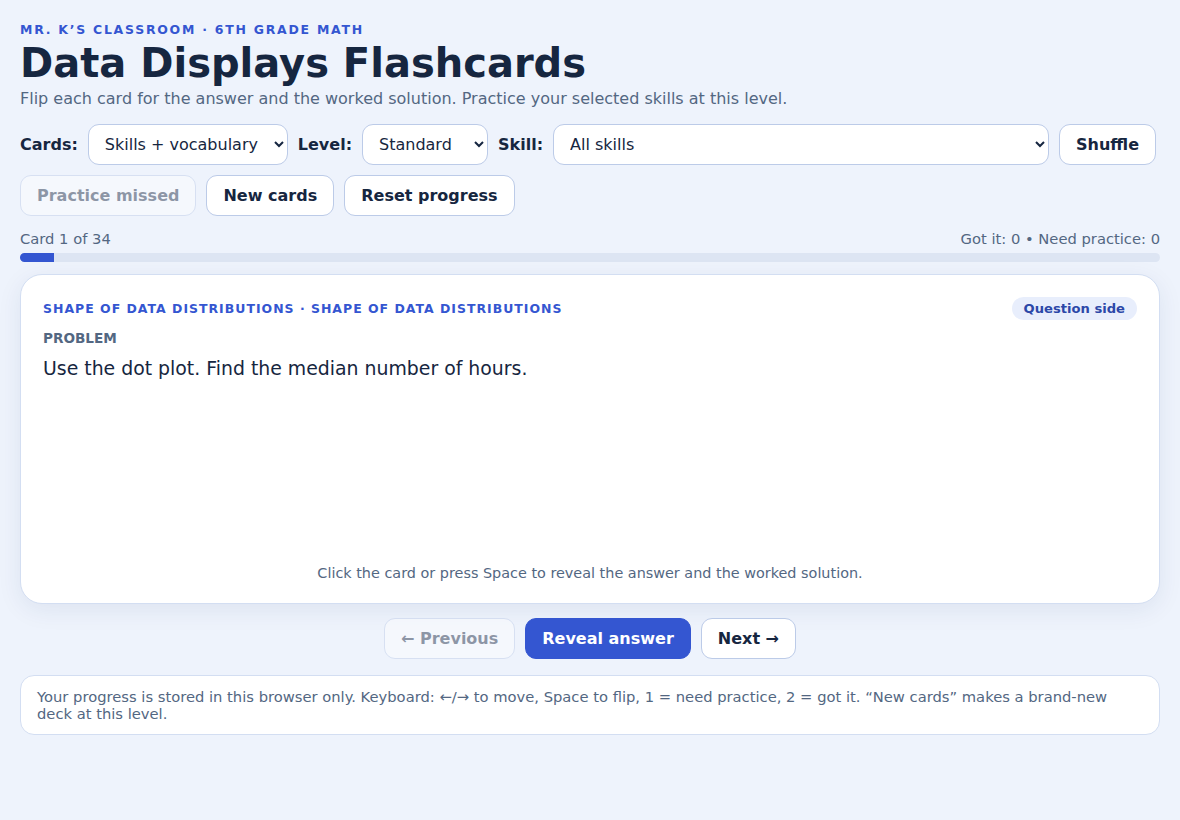 MR. K’S CLASSROOM · 6TH GRADE MATH
Data Displays Flashcards
Flip each card for the answer and the worked solution. Practice your selected skills at this level.
Cards: Skills + vocabulary Level: Standard Skill: All skills Shuffle
Practice missed New cards Reset progress
Card 1 of 34 Got it: 0 • Need practice: 0
SHAPE OF DATA DISTRIBUTIONS · SHAPE OF DATA DISTRIBUTIONS Question side
PROBLEM
Use the dot plot. Find the median number of hours.
Click the card or press Space to reveal the answer and the worked solution.
← Previous Reveal answer Next →
Your progress is stored in this browser only. Keyboard: ←/→ to move, Space to flip, 1 = need practice, 2 = got it. “New cards” makes a brand-new
deck at this level.